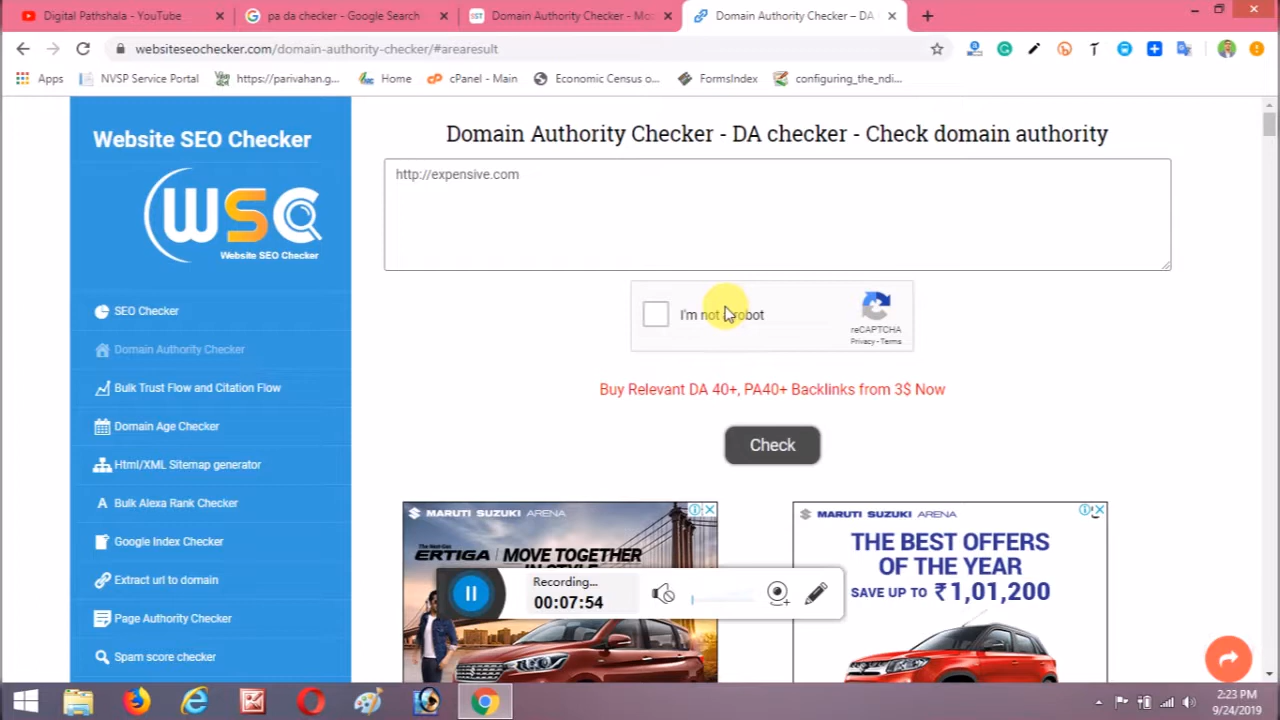 Digital Pathshala - YouTube
pa da checker - Google Search
SST
Domain Authority Checker - Mo
Domain Authority Checker – DA
websiteseochecker.com/domain-authority-checker/#arearesult
Apps
NVSP Service Portal
https://parivahan.g...
Home
cPanel - Main
Economic Census o...
FormsIndex
configuring_the_ndi...
Website SEO Checker
WSC
Website SEO Checker
SEO Checker
Domain Authority Checker
Bulk Trust Flow and Citation Flow
Domain Age Checker
Html/XML Sitemap generator
Bulk Alexa Rank Checker
Google Index Checker
Extract url to domain
Page Authority Checker
Spam score checker
Domain Authority Checker - DA checker - Check domain authority
http://expensive.com
I'm not a robot
reCAPTCHA
Privacy - Terms
Buy Relevant DA 40+, PA40+ Backlinks from 3$ Now
Check
MARUTI SUZUKI ARENA
The Next Gen
ERTIGA MOVE TOGETHER
IN STYLE
MARUTI SUZUKI ARENA
THE BEST OFFERS
OF THE YEAR
SAVE UP TO ₹1,01,200
Recording...
00:07:54
2:23 PM
9/24/2019